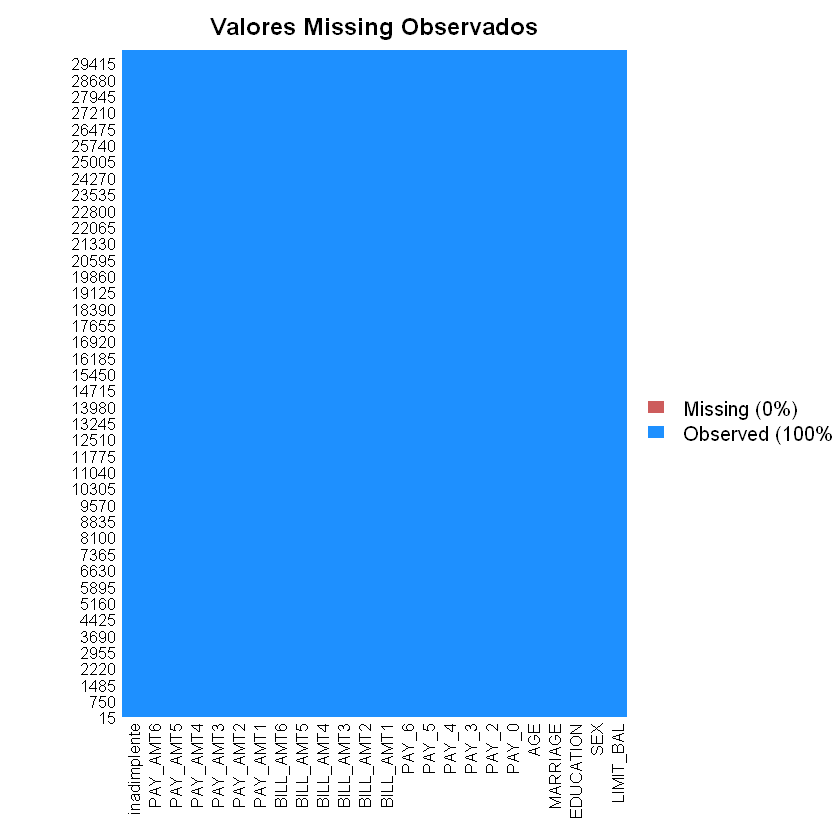 Valores Missing Observados
29415
28680
27945
27210
26475
25740
25005
24270
23535
22800
22065
21330
20595
19860
19125
18390
17655
16920
16185
15450
14715
13980
13245
12510
11775
11040
10305
9570
8835
8100
7365
6630
5895
5160
4425
3690
2955
2220
1485
750
15
Missing (0%)
Observed (100%
inadimplente
PAY_AMT6
PAY_AMT5
PAY_AMT4
PAY_AMT3
PAY_AMT2
PAY_AMT1
BILL_AMT6
BILL_AMT5
BILL_AMT4
BILL_AMT3
BILL_AMT2
BILL_AMT1
PAY_6
PAY_5
PAY_4
PAY_3
PAY_2
PAY_0
AGE
MARRIAGE
EDUCATION
SEX
LIMIT_BAL